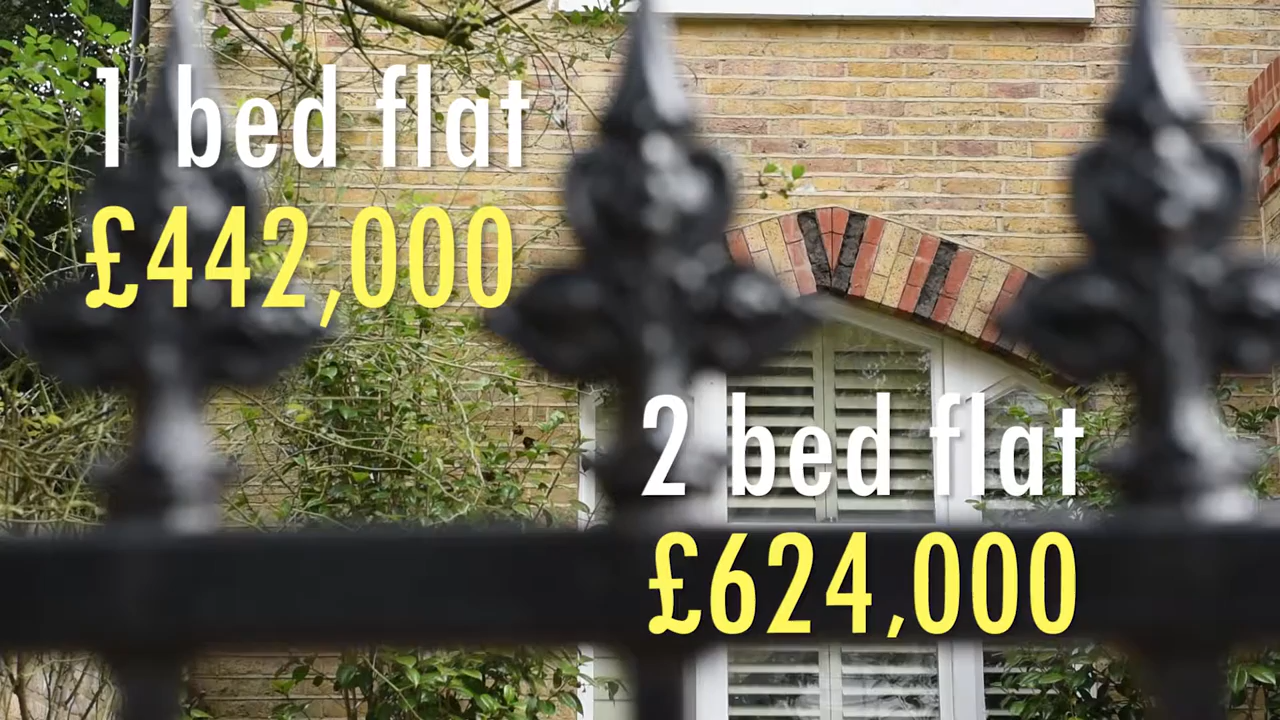 1 bed flat
£442,000
2 bed flat
£624,000